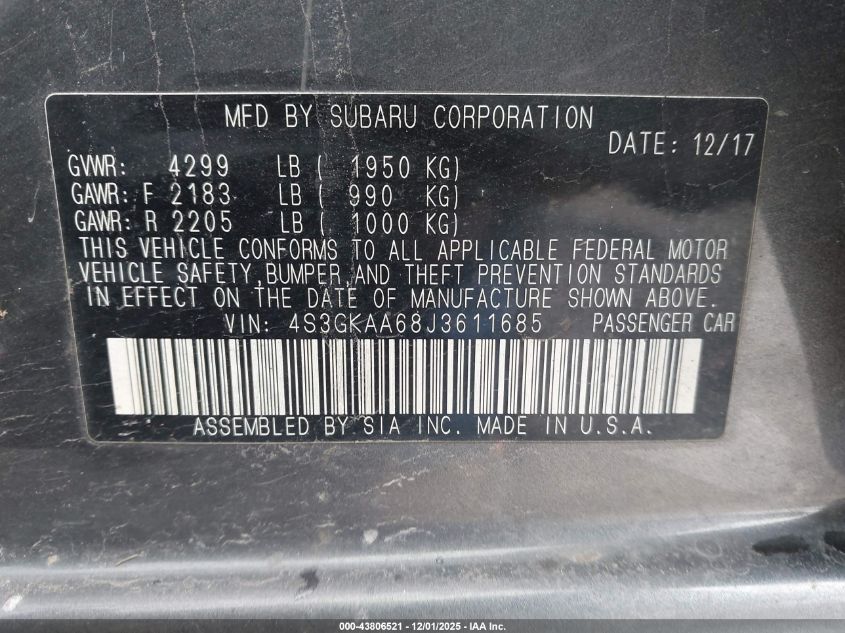 MFD BY SUBARU CORPORATION
DATE: 12/17
GVWR: 4299 LB ( 1950 KG)
GAWR: F 2183 LB ( 990 KG)
GAWR: R 2205 LB ( 1000 KG)
THIS VEHICLE CONFORMS TO ALL APPLICABLE FEDERAL MOTOR
VEHICLE SAFETY, BUMPER, AND THEFT PREVENTION STANDARDS
IN EFFECT ON THE DATE OF MANUFACTURE SHOWN ABOVE.
VIN: 4S3GKAA68J3611685 PASSENGER CAR
ASSEMBLED BY SIA INC. MADE IN U.S.A.
000-43806521 - 12/01/2025 - IAA Inc.